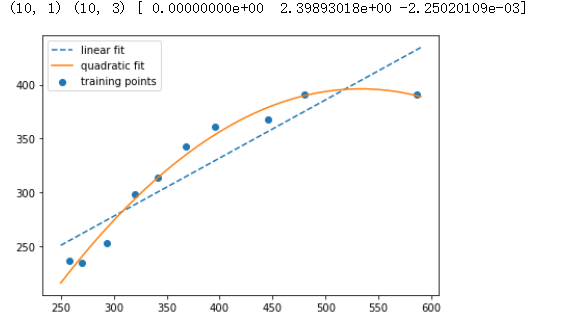 (10, 1) (10, 3) [ 0.00000000e+00  2.39893018e+00 -2.25020109e-03]
linear fit
quadratic fit
training points
400
350
300
250
250 300 350 400 450 500 550 600